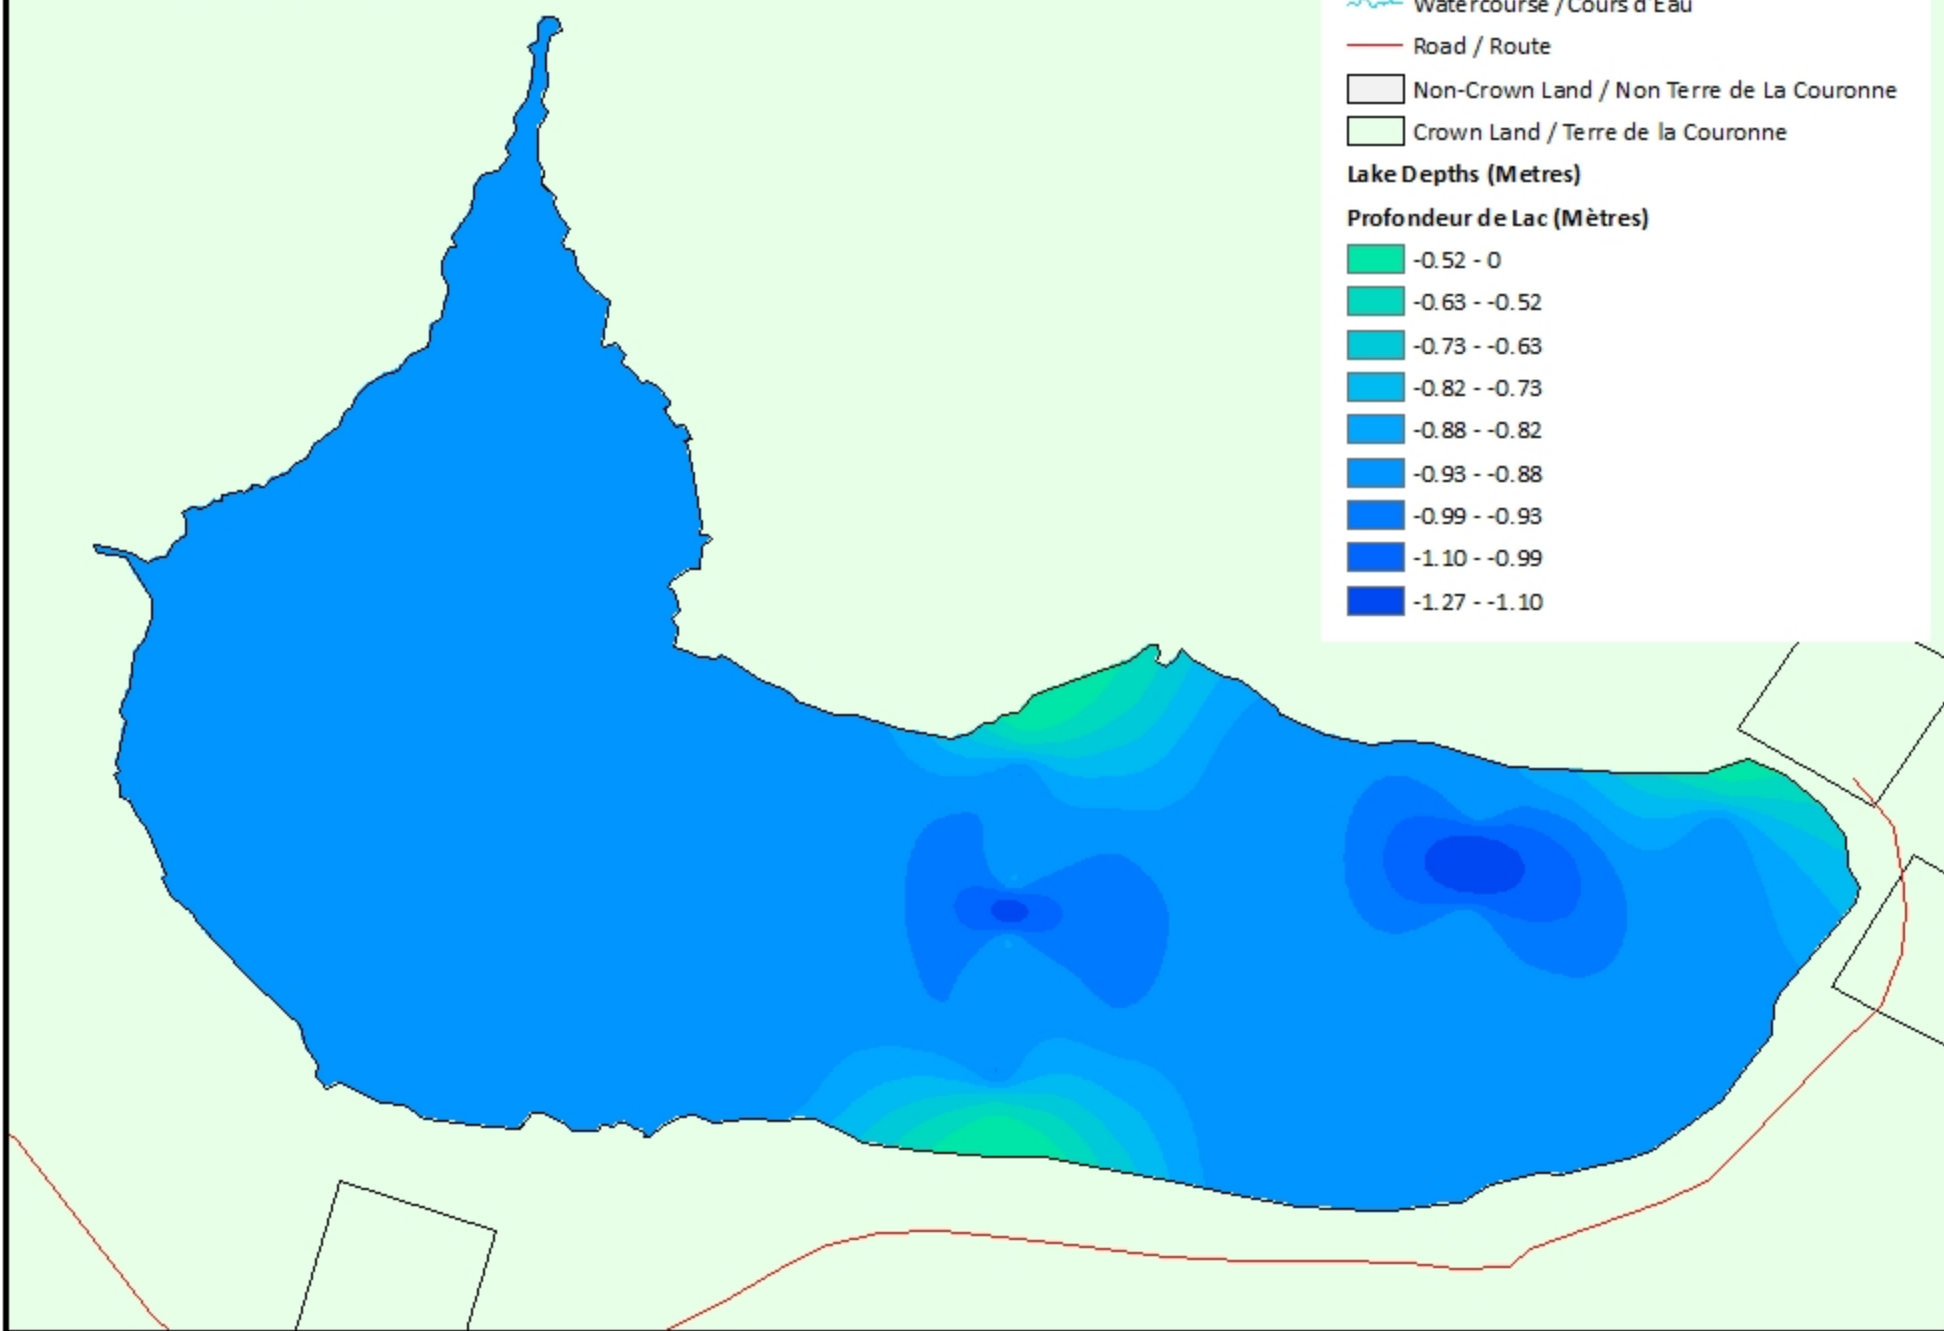 Watercourse / Cours d'Eau
Road / Route
Non-Crown Land / Non Terre de La Couronne
Crown Land / Terre de la Couronne
Lake Depths (Metres)
Profondeur de Lac (Mètres)
-0.52 - 0
-0.63 - -0.52
-0.73 - -0.63
-0.82 - -0.73
-0.88 - -0.82
-0.93 - -0.88
-0.99 - -0.93
-1.10 - -0.99
-1.27 - -1.10